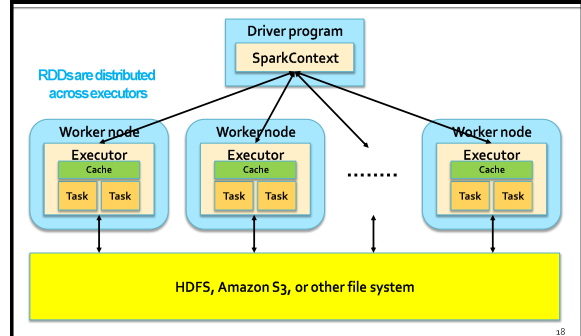 Driver program
SparkContext
RDDs are distributed
across executors
Worker node
Executor
Cache
Task Task
Worker node
Executor
Cache
Task Task
.........
Worker node
Executor
Cache
Task Task
HDFS, Amazon S3, or other file system
18